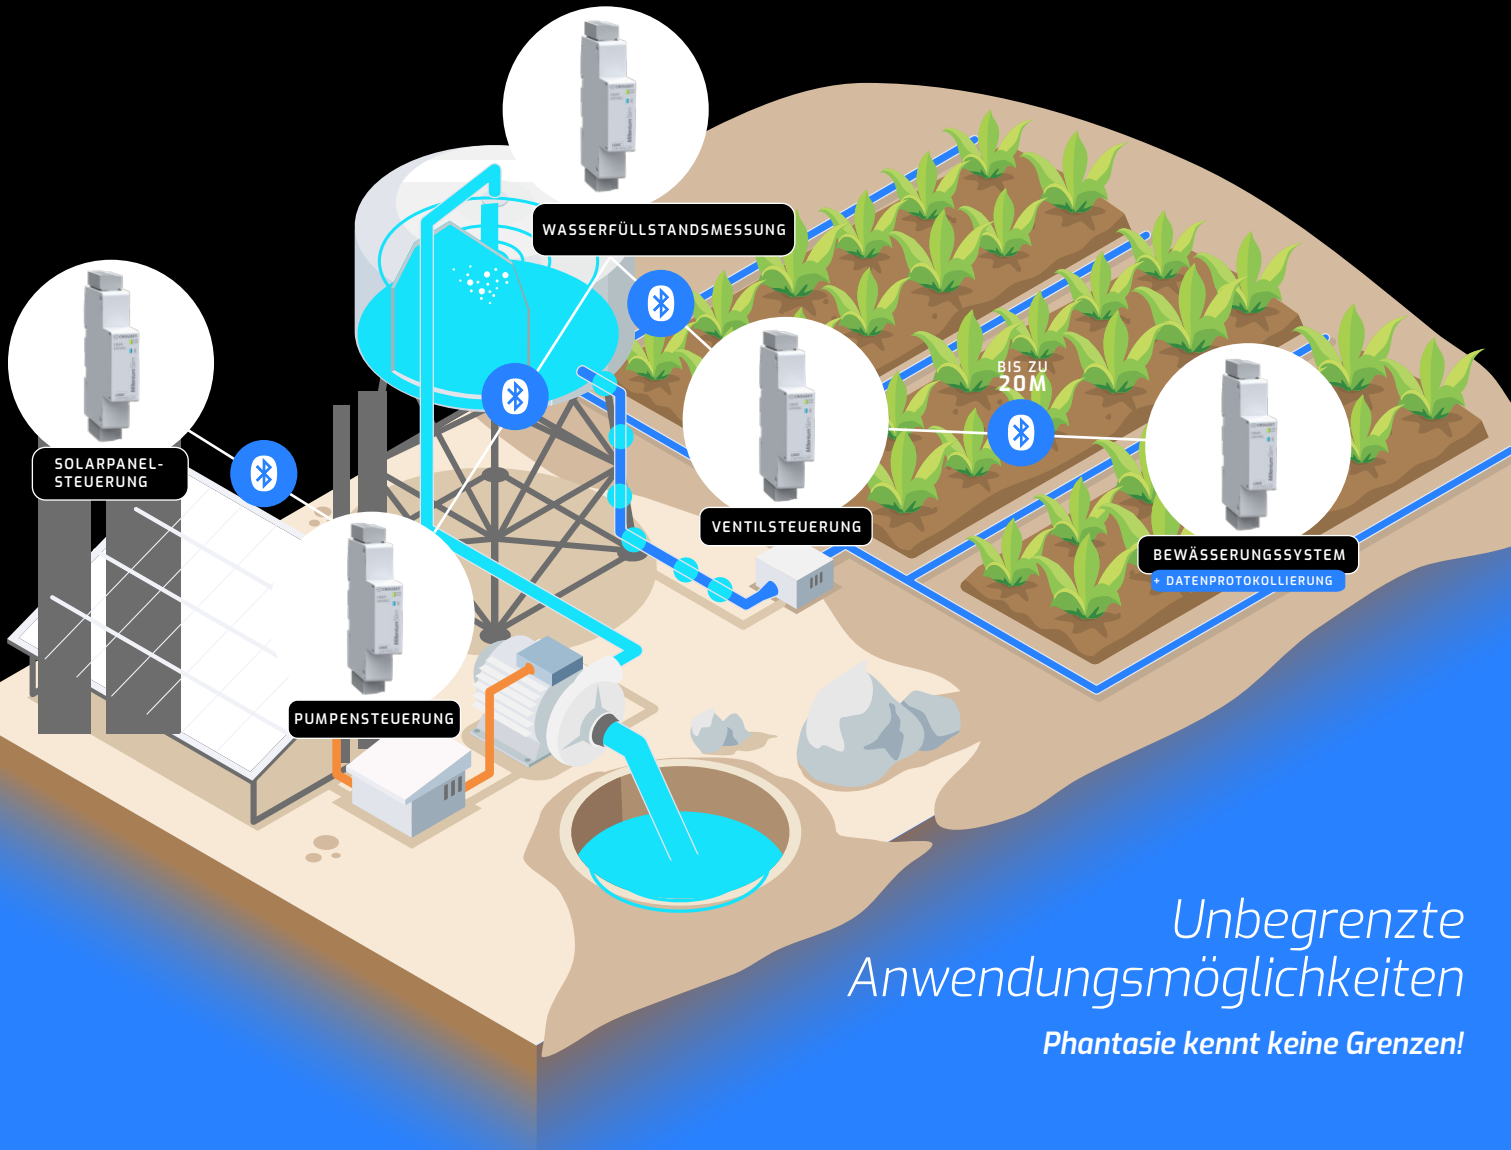 WASSERFÜLLSTANDSMESSUNG
BIS ZU
20M
SOLARPANEL-
STEUERUNG
VENTILSTEUERUNG
BEWÄSSERUNGSSYSTEM
+ DATENPROTOKOLLIERUNG
PUMPENSTEUERUNG
Unbegrenzte
Anwendungsmöglichkeiten
Phantasie kennt keine Grenzen!